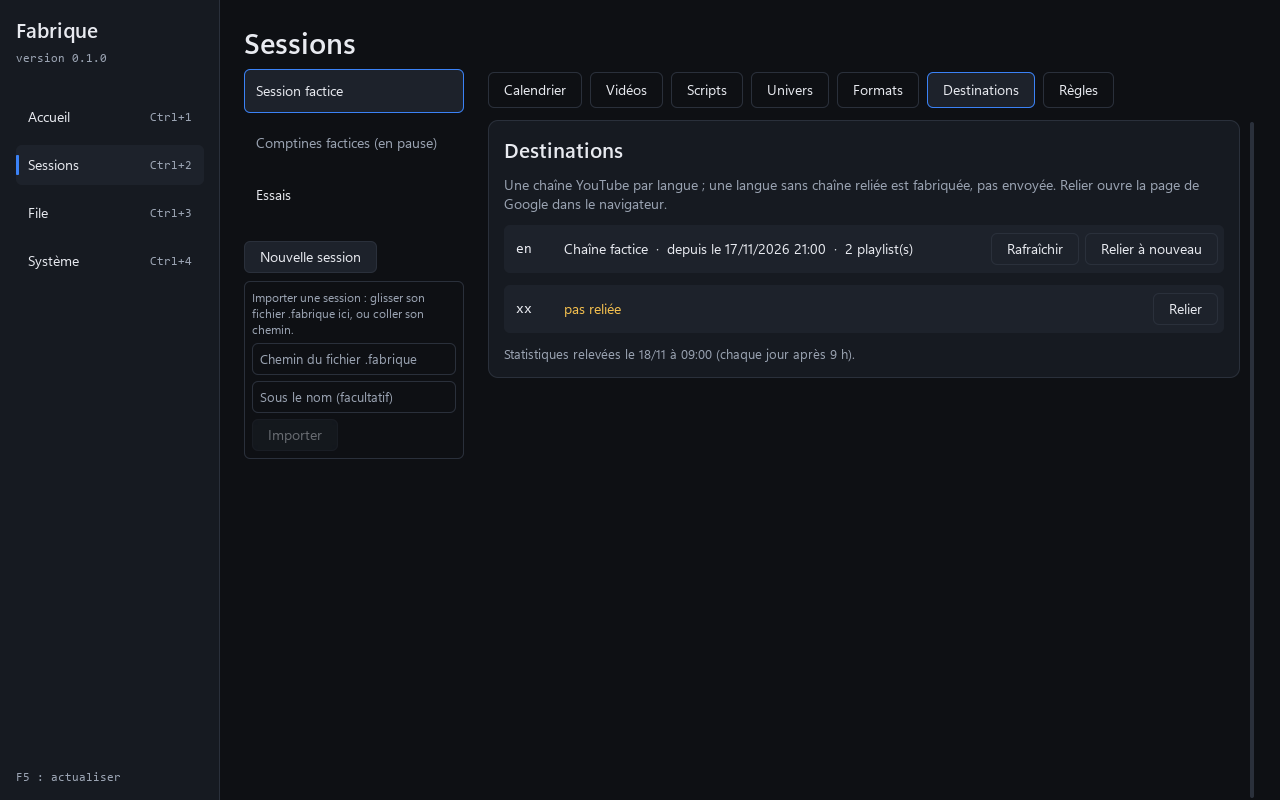 Fabrique
version 0.1.0
Accueil Ctrl+1
Sessions Ctrl+2
File Ctrl+3
Système Ctrl+4
F5 : actualiser
Sessions
Session factice
Comptines factices (en pause)
Essais
Nouvelle session
Importer une session : glisser son
fichier .fabrique ici, ou coller son
chemin.
Chemin du fichier .fabrique
Sous le nom (facultatif)
Importer
Calendrier Vidéos Scripts Univers Formats Destinations Règles
Destinations
Une chaîne YouTube par langue ; une langue sans chaîne reliée est fabriquée, pas envoyée. Relier ouvre la page de
Google dans le navigateur.
en Chaîne factice · depuis le 17/11/2026 21:00 · 2 playlist(s) Rafraîchir Relier à nouveau
xx pas reliée Relier
Statistiques relevées le 18/11 à 09:00 (chaque jour après 9 h).